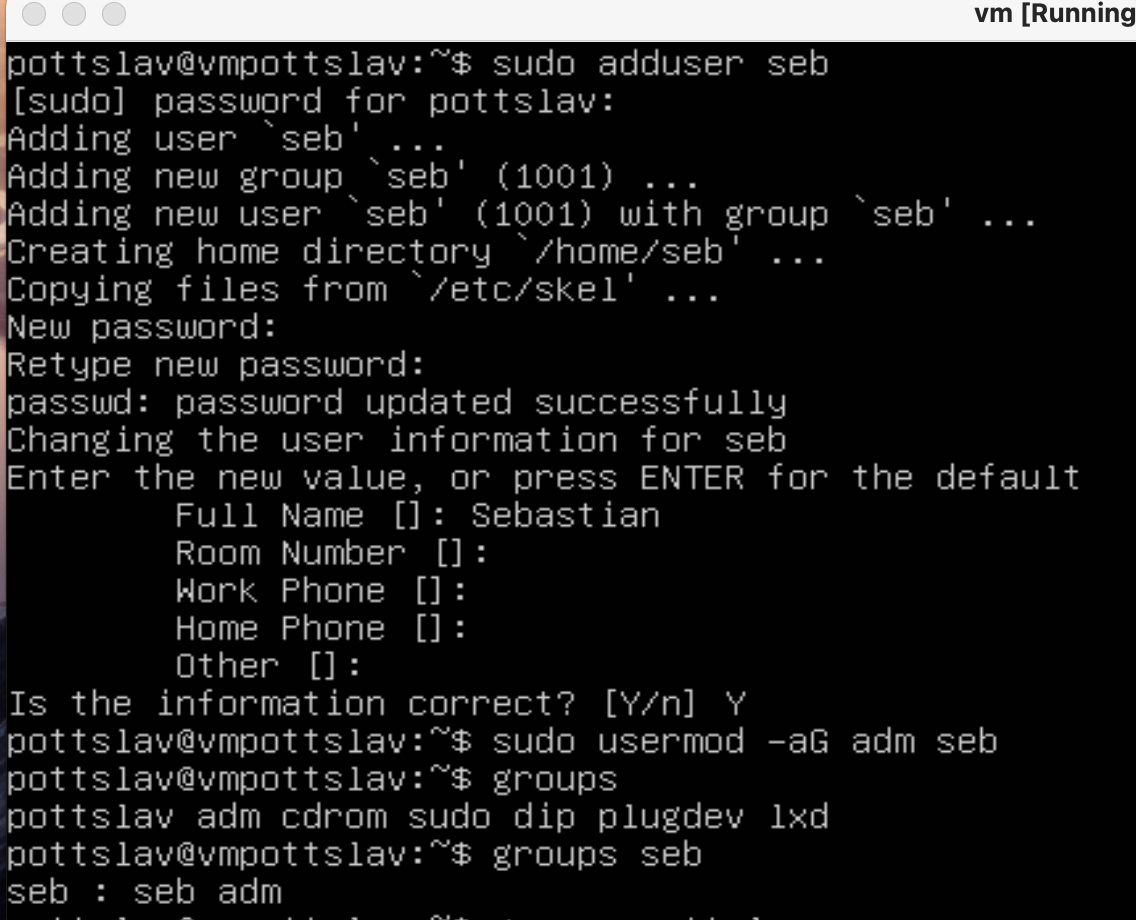 vm [Running
pottslav@vmpottslav:~$ sudo adduser seb
[sudo] password for pottslav:
Adding user `seb' ...
Adding new group `seb' (1001) ...
Adding new user `seb' (1001) with group `seb' ...
Creating home directory `/home/seb' ...
Copying files from `/etc/skel' ...
New password:
Retype new password:
passwd: password updated successfully
Changing the user information for seb
Enter the new value, or press ENTER for the default
Full Name []: Sebastian
Room Number []:
Work Phone []:
Home Phone []:
Other []:
Is the information correct? [Y/n] Y
pottslav@vmpottslav:~$ sudo usermod -aG adm seb
pottslav@vmpottslav:~$ groups
pottslav adm cdrom sudo dip plugdev lxd
pottslav@vmpottslav:~$ groups seb
seb : seb adm